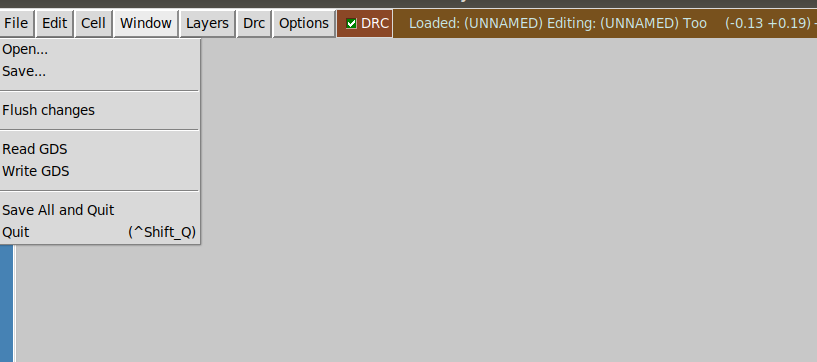 File Edit Cell Window Layers Drc Options DRC Loaded: (UNNAMED) Editing: (UNNAMED) Too (-0.13 +0.19)
Open...
Save...
Flush changes
Read GDS
Write GDS
Save All and Quit
Quit (^Shift_Q)